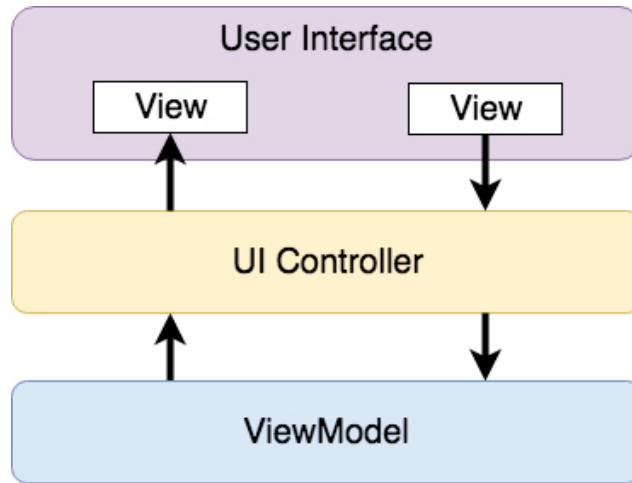 User Interface
View
View
UI Controller
ViewModel